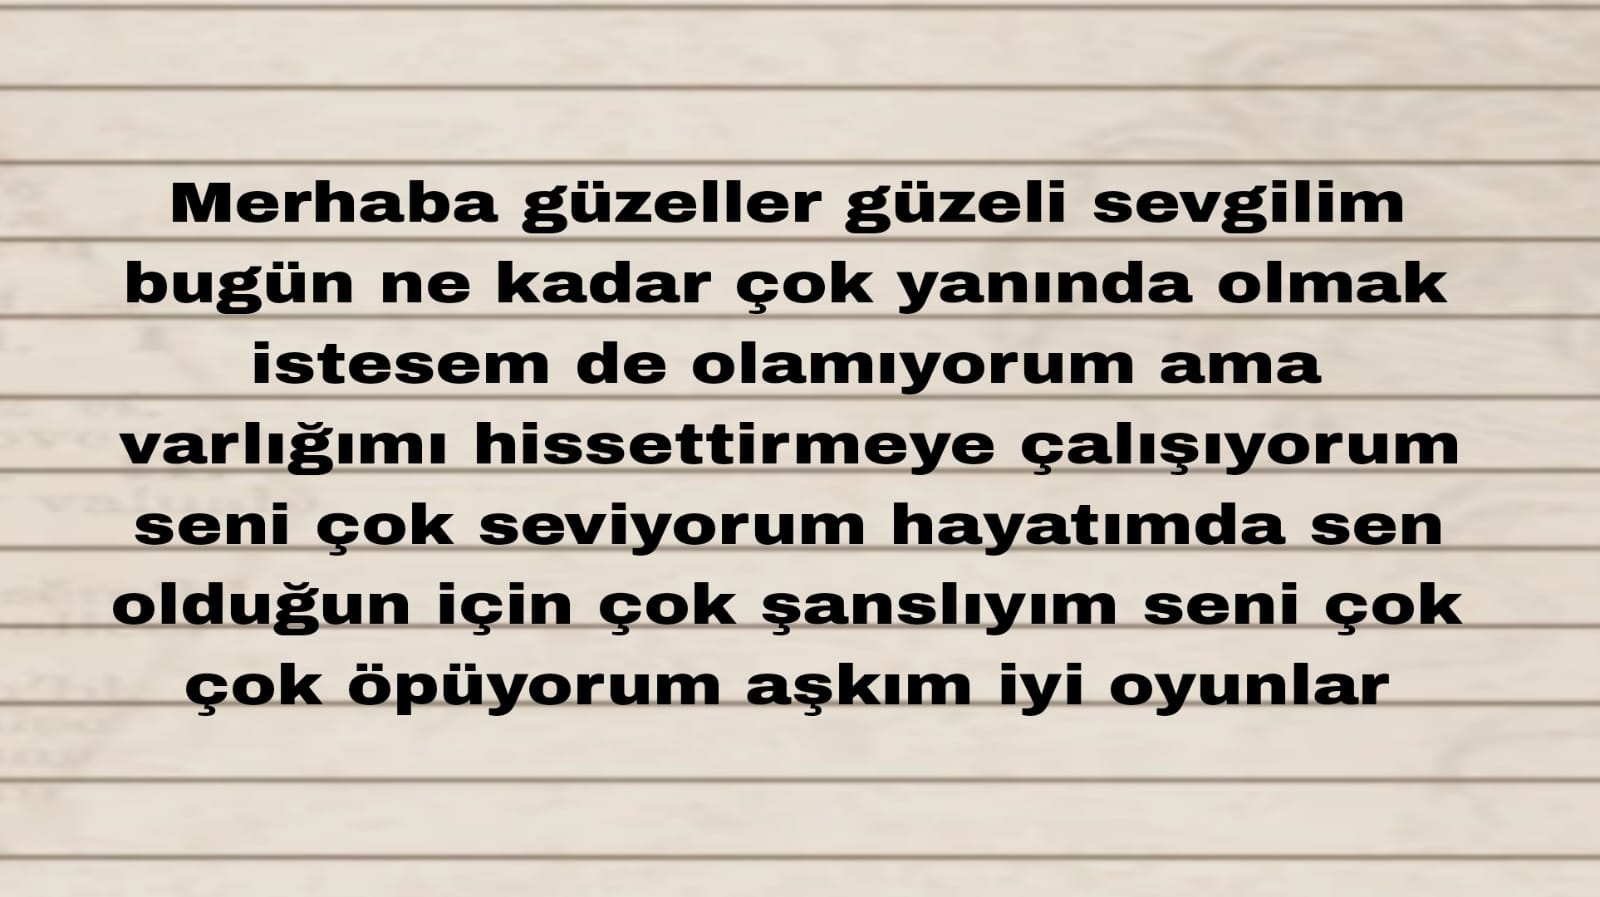 Merhaba güzeller güzeli sevgilim
bugün ne kadar çok yanında olmak
istesem de olamıyorum ama
varlığımı hissettirmeye çalışıyorum
seni çok seviyorum hayatımda sen
olduğun için çok şanslıyım seni çok
çok öpüyorum aşkım iyi oyunlar